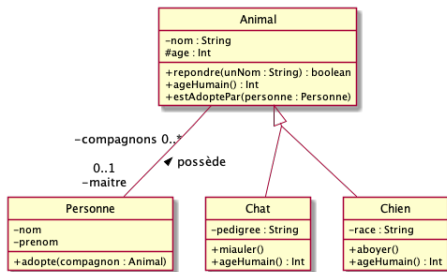 Animal
-nom : String
#age : Int
+repondre(unNom : String) : boolean
+ageHumain() : Int
+estAdoptePar(personne : Personne)
-compagnons 0..*
possède
0..1
-maitre
Personne
-nom
-prenom
+adopte(compagnon : Animal)
Chat
-pedigree : String
+miauler()
+ageHumain() : Int
Chien
-race : String
+aboyer()
+ageHumain() : Int